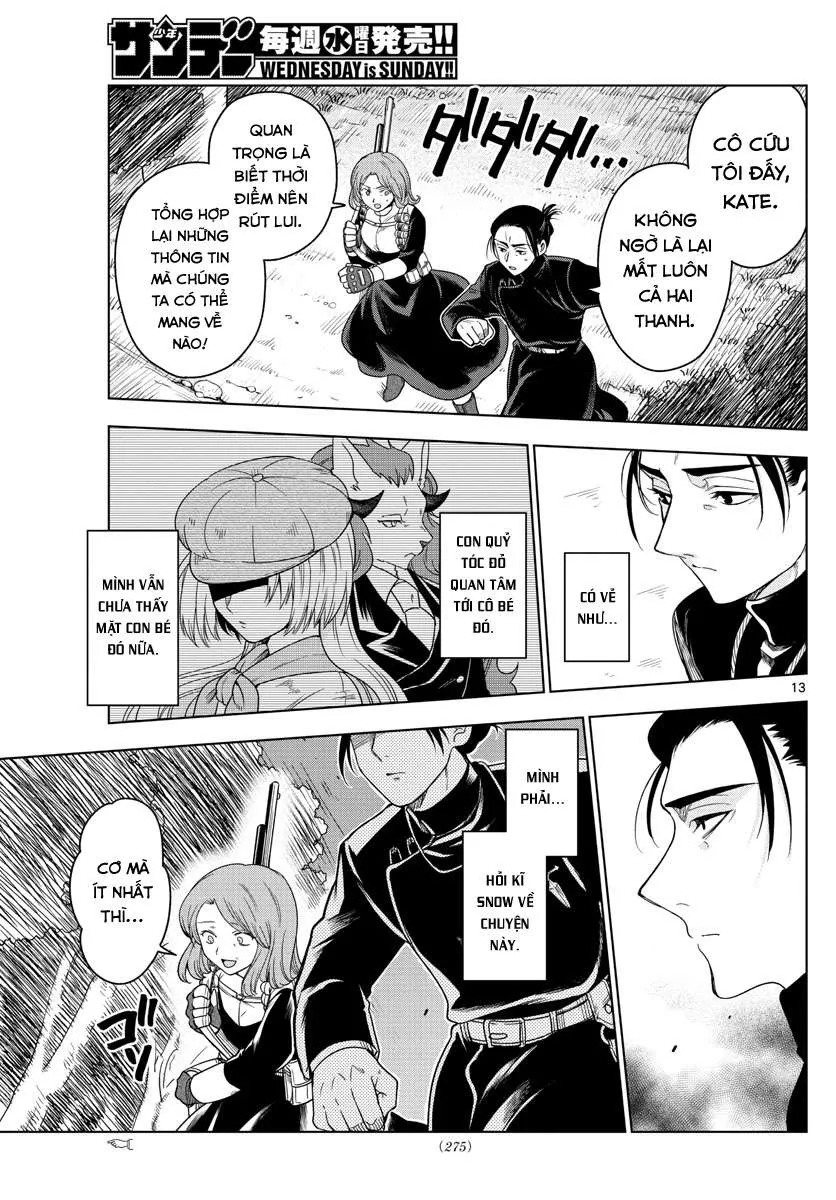 少年
サンデー
毎週水曜日発売!!
WEDNESDAY is SUNDAY!!
CÔ CỨU
TÔI ĐẤY,
KATE.
KHÔNG
NGỜ LÀ LẠI
MẤT LUÔN
CẢ HAI
THANH.
ダダダ…
QUAN
TRỌNG LÀ
BIẾT THỜI
ĐIỂM NÊN
RÚT LUI.
TỔNG HỢP
LẠI NHỮNG
THÔNG TIN
MÀ CHÚNG
TA CÓ THỂ
MANG VỀ
NÀO!
CÓ VẺ
NHƯ...
CON QUỶ
TÓC ĐỎ
QUAN TÂM
TỚI CÔ BÉ
ĐÓ.
MÌNH VẪN
CHƯA THẤY
MẶT CON BÉ
ĐÓ NỮA.
13
MÌNH
PHẢI...
HỎI KĨ
SNOW VỀ
CHUYỆN
NÀY.
CƠ MÀ
ÍT NHẤT
THÌ...
ゴソ
(275)